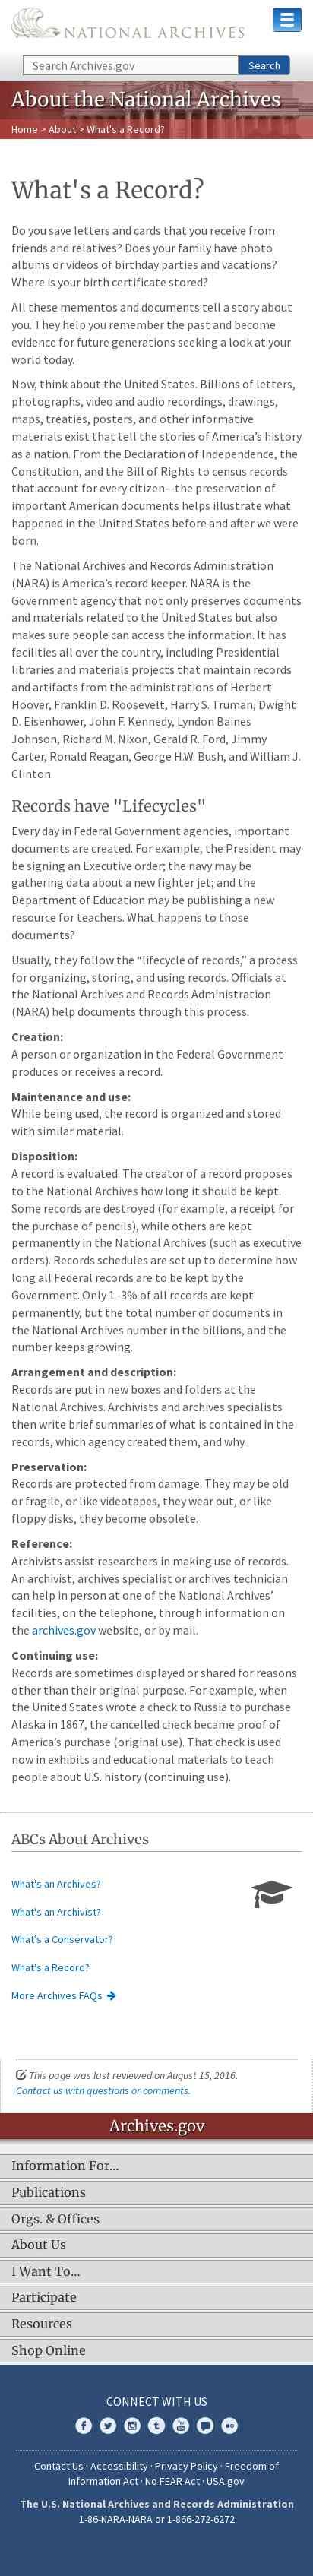 NATIONAL ARCHIVES
Search Archives.gov
Search
About the National Archives
Home > About > What's a Record?
What's a Record?
Do you save letters and cards that you receive from
friends and relatives? Does your family have photo
albums or videos of birthday parties and vacations?
Where is your birth certificate stored?
All these mementos and documents tell a story about
you. They help you remember the past and become
evidence for future generations seeking a look at your
world today.
Now, think about the United States. Billions of letters,
photographs, video and audio recordings, drawings,
maps, treaties, posters, and other informative
materials exist that tell the stories of America’s history
as a nation. From the Declaration of Independence, the
Constitution, and the Bill of Rights to census records
that account for every citizen—the preservation of
important American documents helps illustrate what
happened in the United States before and after we were
born.
The National Archives and Records Administration
(NARA) is America’s record keeper. NARA is the
Government agency that not only preserves documents
and materials related to the United States but also
makes sure people can access the information. It has
facilities all over the country, including Presidential
libraries and materials projects that maintain records
and artifacts from the administrations of Herbert
Hoover, Franklin D. Roosevelt, Harry S. Truman, Dwight
D. Eisenhower, John F. Kennedy, Lyndon Baines
Johnson, Richard M. Nixon, Gerald R. Ford, Jimmy
Carter, Ronald Reagan, George H.W. Bush, and William J.
Clinton.
Records have "Lifecycles"
Every day in Federal Government agencies, important
documents are created. For example, the President may
be signing an Executive order; the navy may be
gathering data about a new fighter jet; and the
Department of Education may be publishing a new
resource for teachers. What happens to those
documents?
Usually, they follow the “lifecycle of records,” a process
for organizing, storing, and using records. Officials at
the National Archives and Records Administration
(NARA) help documents through this process.
Creation:
A person or organization in the Federal Government
produces or receives a record.
Maintenance and use:
While being used, the record is organized and stored
with similar material.
Disposition:
A record is evaluated. The creator of a record proposes
to the National Archives how long it should be kept.
Some records are destroyed (for example, a receipt for
the purchase of pencils), while others are kept
permanently in the National Archives (such as executive
orders). Records schedules are set up to determine how
long all Federal records are to be kept by the
Government. Only 1–3% of all records are kept
permanently, but the total number of documents in
the National Archives number in the billions, and the
number keeps growing.
Arrangement and description:
Records are put in new boxes and folders at the
National Archives. Archivists and archives specialists
then write brief summaries of what is contained in the
records, which agency created them, and why.
Preservation:
Records are protected from damage. They may be old
or fragile, or like videotapes, they wear out, or like
floppy disks, they become obsolete.
Reference:
Archivists assist researchers in making use of records.
An archivist, archives specialist or archives technician
can help in person at one of the National Archives’
facilities, on the telephone, through information on
the archives.gov website, or by mail.
Continuing use:
Records are sometimes displayed or shared for reasons
other than their original purpose. For example, when
the United States wrote a check to Russia to purchase
Alaska in 1867, the cancelled check became proof of
America’s purchase (original use). That check is used
now in exhibits and educational materials to teach
people about U.S. history (continuing use).
ABCs About Archives
What's an Archives?
What's an Archivist?
What's a Conservator?
What's a Record?
More Archives FAQs
This page was last reviewed on August 15, 2016.
Contact us with questions or comments.
Archives.gov
Information For…
Publications
Orgs. & Offices
About Us
I Want To…
Participate
Resources
Shop Online
CONNECT WITH US
Contact Us · Accessibility · Privacy Policy · Freedom of
Information Act · No FEAR Act · USA.gov
The U.S. National Archives and Records Administration
1-86-NARA-NARA or 1-866-272-6272